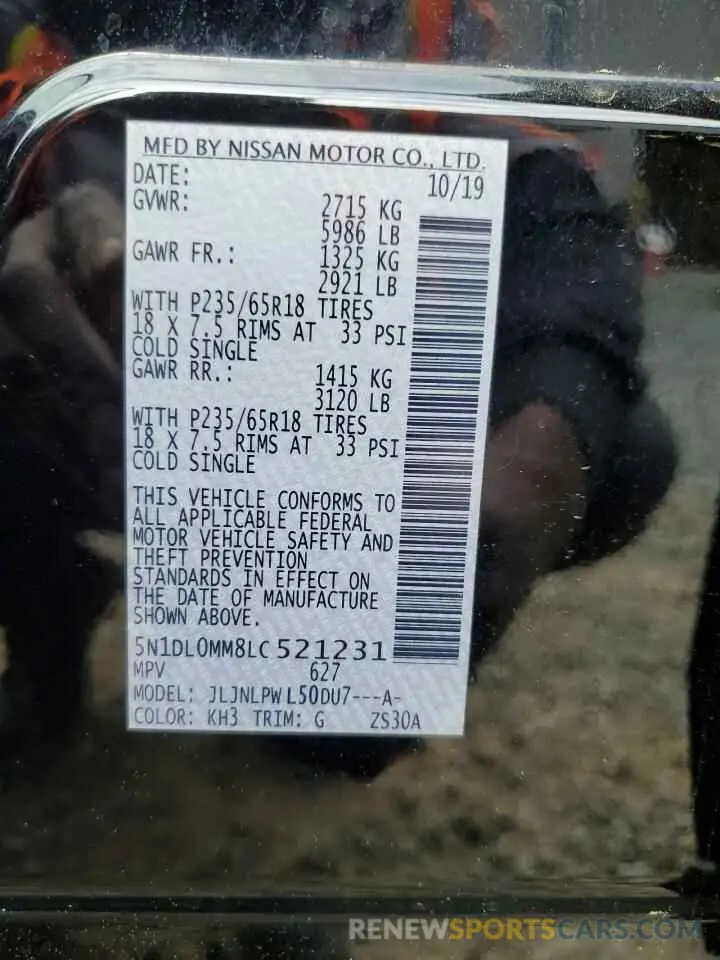 MFD BY NISSAN MOTOR CO., LTD.
DATE: 10/19
GVWR: 2715 KG
5986 LB
GAWR FR.: 1325 KG
2921 LB
WITH P235/65R18 TIRES
18 X 7.5 RIMS AT 33 PSI
COLD SINGLE
GAWR RR.: 1415 KG
3120 LB
WITH P235/65R18 TIRES
18 X 7.5 RIMS AT 33 PSI
COLD SINGLE
THIS VEHICLE CONFORMS TO
ALL APPLICABLE FEDERAL
MOTOR VEHICLE SAFETY AND
THEFT PREVENTION
STANDARDS IN EFFECT ON
THE DATE OF MANUFACTURE
SHOWN ABOVE.
5N1DL0MM8LC521231
MPV 627
MODEL: JLJNLPWL50DU7---A-
COLOR: KH3 TRIM: G ZS30A
RENEWSPORTSCARS.COM